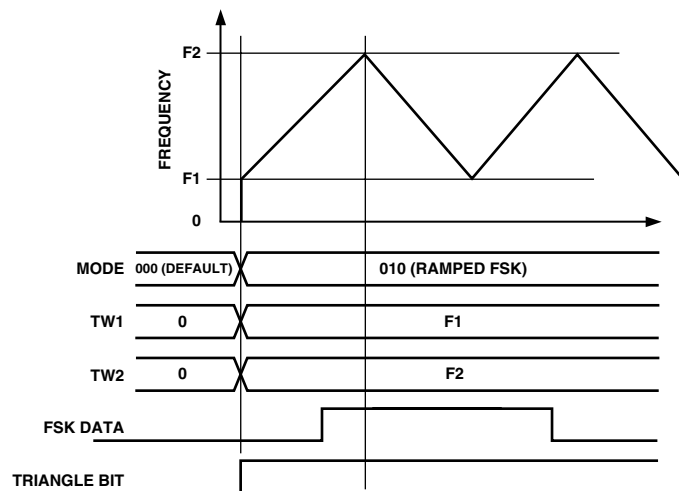 F2
FREQUENCY
F1
0
MODE 000 (DEFAULT) 010 (RAMPED FSK)
TW1 0 F1
TW2 0 F2
FSK DATA
TRIANGLE BIT